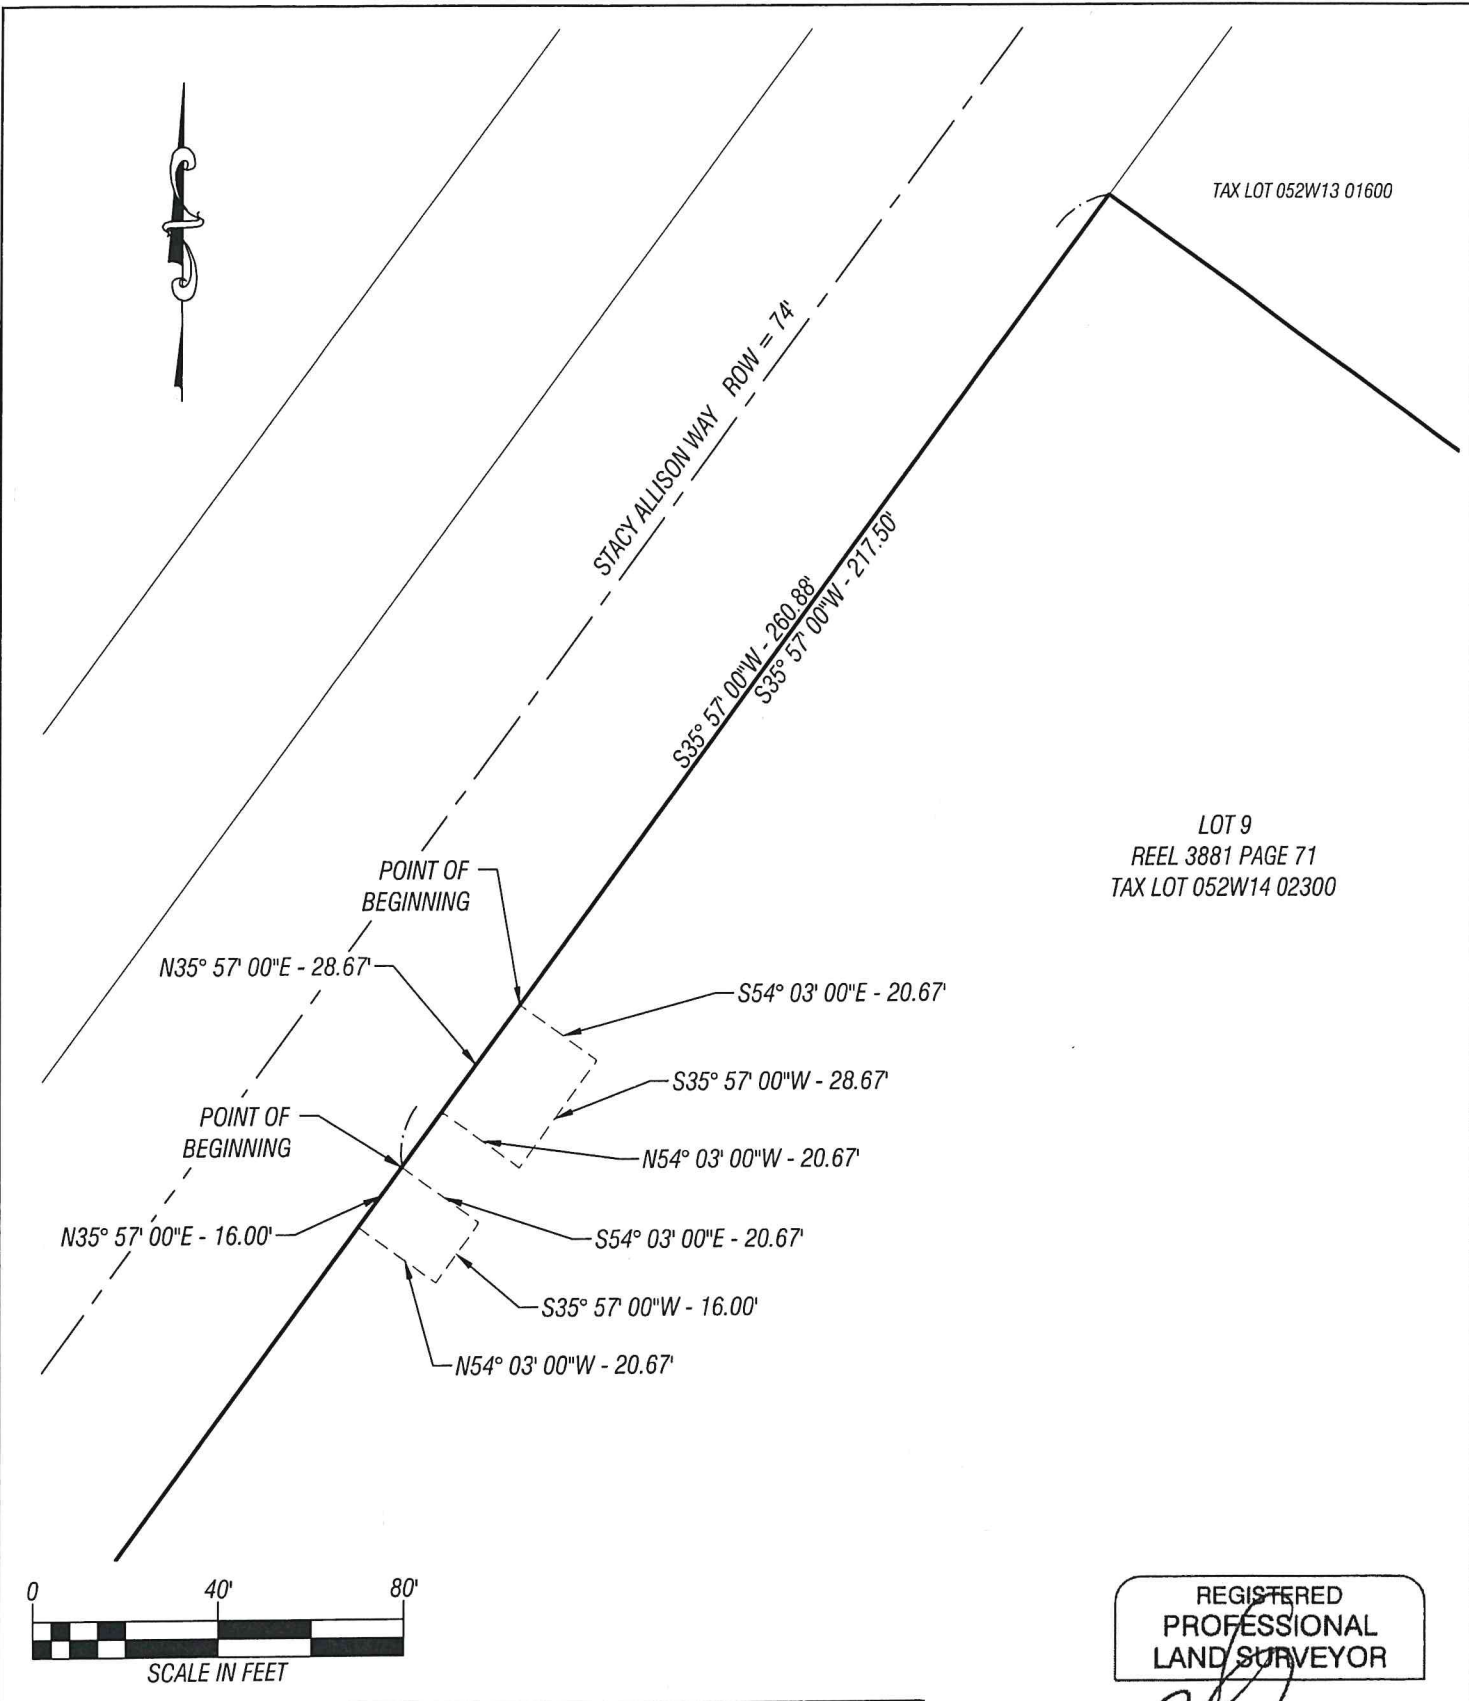 TAX LOT 052W13 01600
STACY ALLISON WAY ROW = 74'
S35° 57' 00"W - 260.88'
S35° 57' 00"W - 217.50'
LOT 9
REEL 3881 PAGE 71
TAX LOT 052W14 02300
POINT OF
BEGINNING
N35° 57' 00"E - 28.67'
S54° 03' 00"E - 20.67'
S35° 57' 00"W - 28.67'
POINT OF
BEGINNING
N54° 03' 00"W - 20.67'
N35° 57' 00"E - 16.00'
S54° 03' 00"E - 20.67'
S35° 57' 00"W - 16.00'
N54° 03' 00"W - 20.67'
0 40' 80'
SCALE IN FEET
REGISTERED
PROFESSIONAL
LAND SURVEYOR